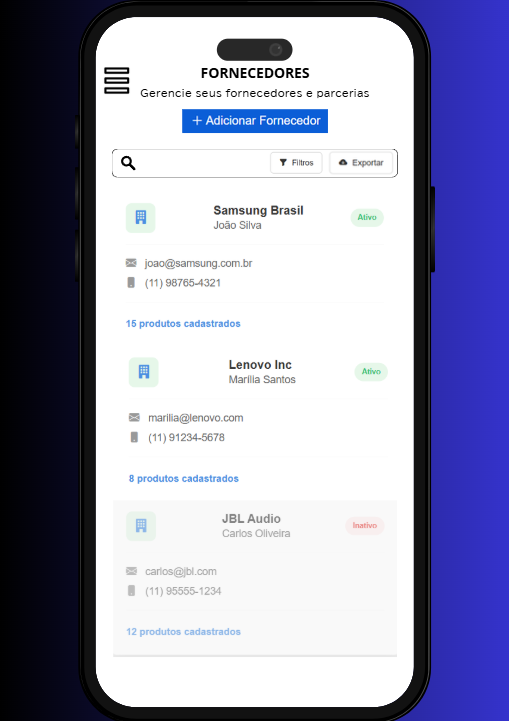 FORNECEDORES
Gerencie seus fornecedores e parcerias
+ Adicionar Fornecedor
Filtros
Exportar
Samsung Brasil
Ativo
João Silva
joao@samsung.com.br
(11) 98765-4321
15 produtos cadastrados
Lenovo Inc
Ativo
Marília Santos
marilia@lenovo.com
(11) 91234-5678
8 produtos cadastrados
JBL Audio
Inativo
Carlos Oliveira
carlos@jbl.com
(11) 95555-1234
12 produtos cadastrados